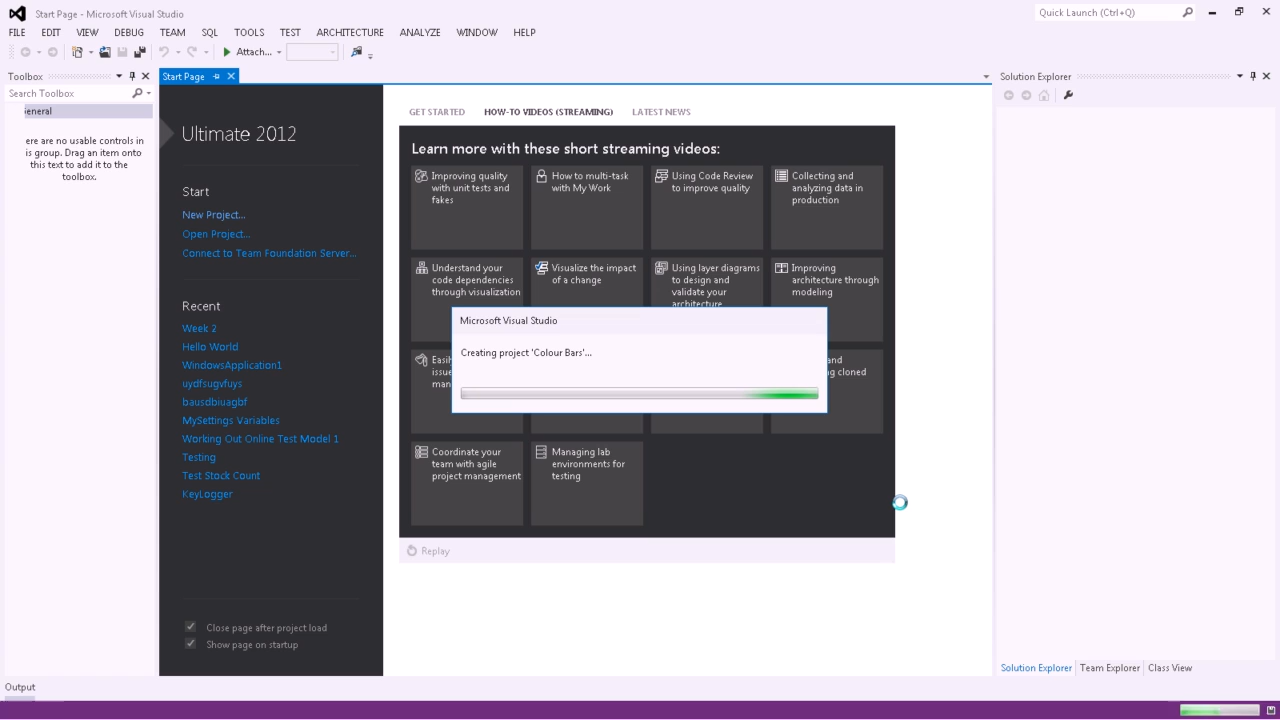 Start Page - Microsoft Visual Studio
Quick Launch (Ctrl+Q)
FILE EDIT VIEW DEBUG TEAM SQL TOOLS TEST ARCHITECTURE ANALYZE WINDOW HELP
Attach...
Toolbox
Search Toolbox
eneral
ere are no usable controls in
is group. Drag an item onto
this text to add it to the
toolbox.
Start Page
Ultimate 2012
Start
New Project...
Open Project...
Connect to Team Foundation Server...
Recent
Week 2
Hello World
WindowsApplication1
uydfsugvfuys
bausdbiuagbf
MySettings Variables
Working Out Online Test Model 1
Testing
Test Stock Count
KeyLogger
Close page after project load
Show page on startup
GET STARTED HOW-TO VIDEOS (STREAMING) LATEST NEWS
Learn more with these short streaming videos:
Improving quality
with unit tests and
fakes
How to multi-task
with My Work
Using Code Review
to improve quality
Collecting and
analyzing data in
production
Understand your
code dependencies
through visualization
Visualize the impact
of a change
Using layer diagrams
to design and
validate your
architecture
Improving
architecture through
modeling
Microsoft Visual Studio
Creating project 'Colour Bars'...
Easil
issue
man
and
ng cloned
Coordinate your
team with agile
project management
Managing lab
environments for
testing
Replay
Solution Explorer
Solution Explorer Team Explorer Class View
Output